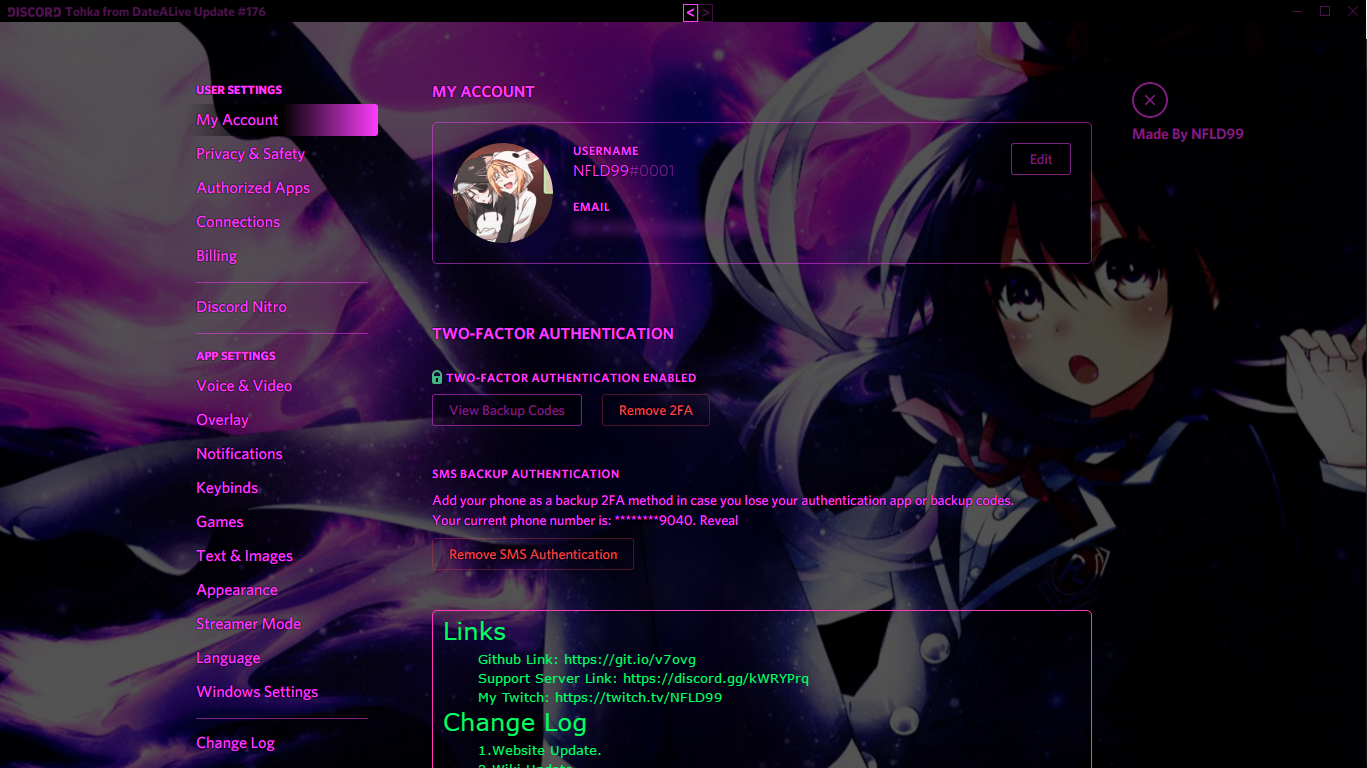 DISCORD Tohka from DateALive Update #176
< >
USER SETTINGS
My Account
Privacy & Safety
Authorized Apps
Connections
Billing
Discord Nitro
APP SETTINGS
Voice & Video
Overlay
Notifications
Keybinds
Games
Text & Images
Appearance
Streamer Mode
Language
Windows Settings
Change Log
MY ACCOUNT
USERNAME
NFLD99#0001
Edit
EMAIL
TWO-FACTOR AUTHENTICATION
TWO-FACTOR AUTHENTICATION ENABLED
View Backup Codes
Remove 2FA
SMS BACKUP AUTHENTICATION
Add your phone as a backup 2FA method in case you lose your authentication app or backup codes.
Your current phone number is: ********9040. Reveal
Remove SMS Authentication
Links
Github Link: https://git.io/v7ovg
Support Server Link: https://discord.gg/kWRYPrq
My Twitch: https://twitch.tv/NFLD99
Change Log
1.Website Update.
2.Wiki Update.
Made By NFLD99